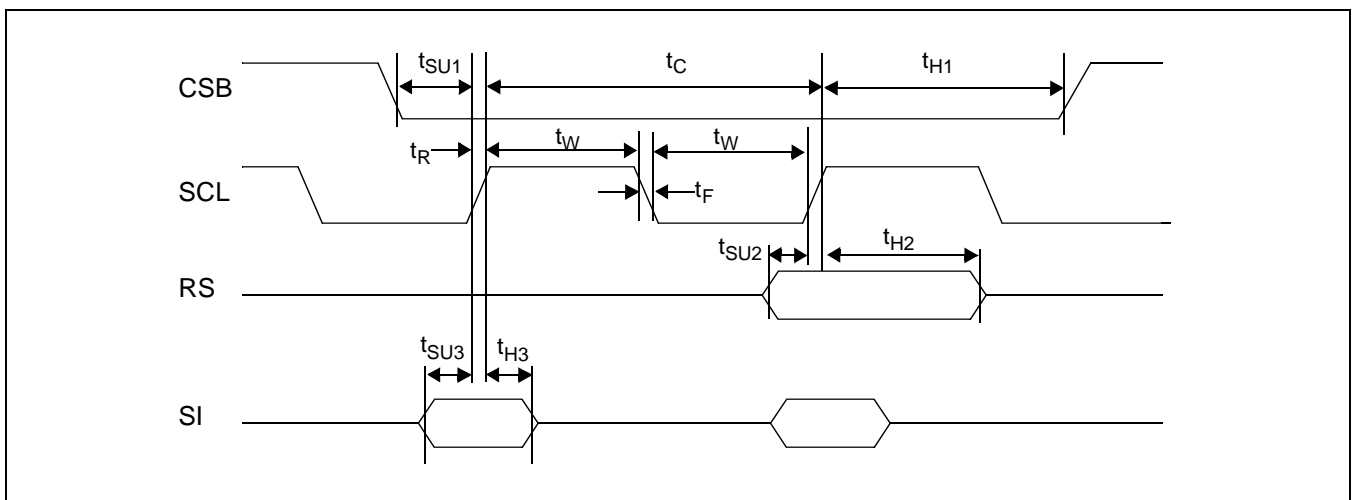 tSU1
tC
tH1
CSB
tR
tW
tW
SCL
tF
tSU2
tH2
RS
tSU3
tH3
SI